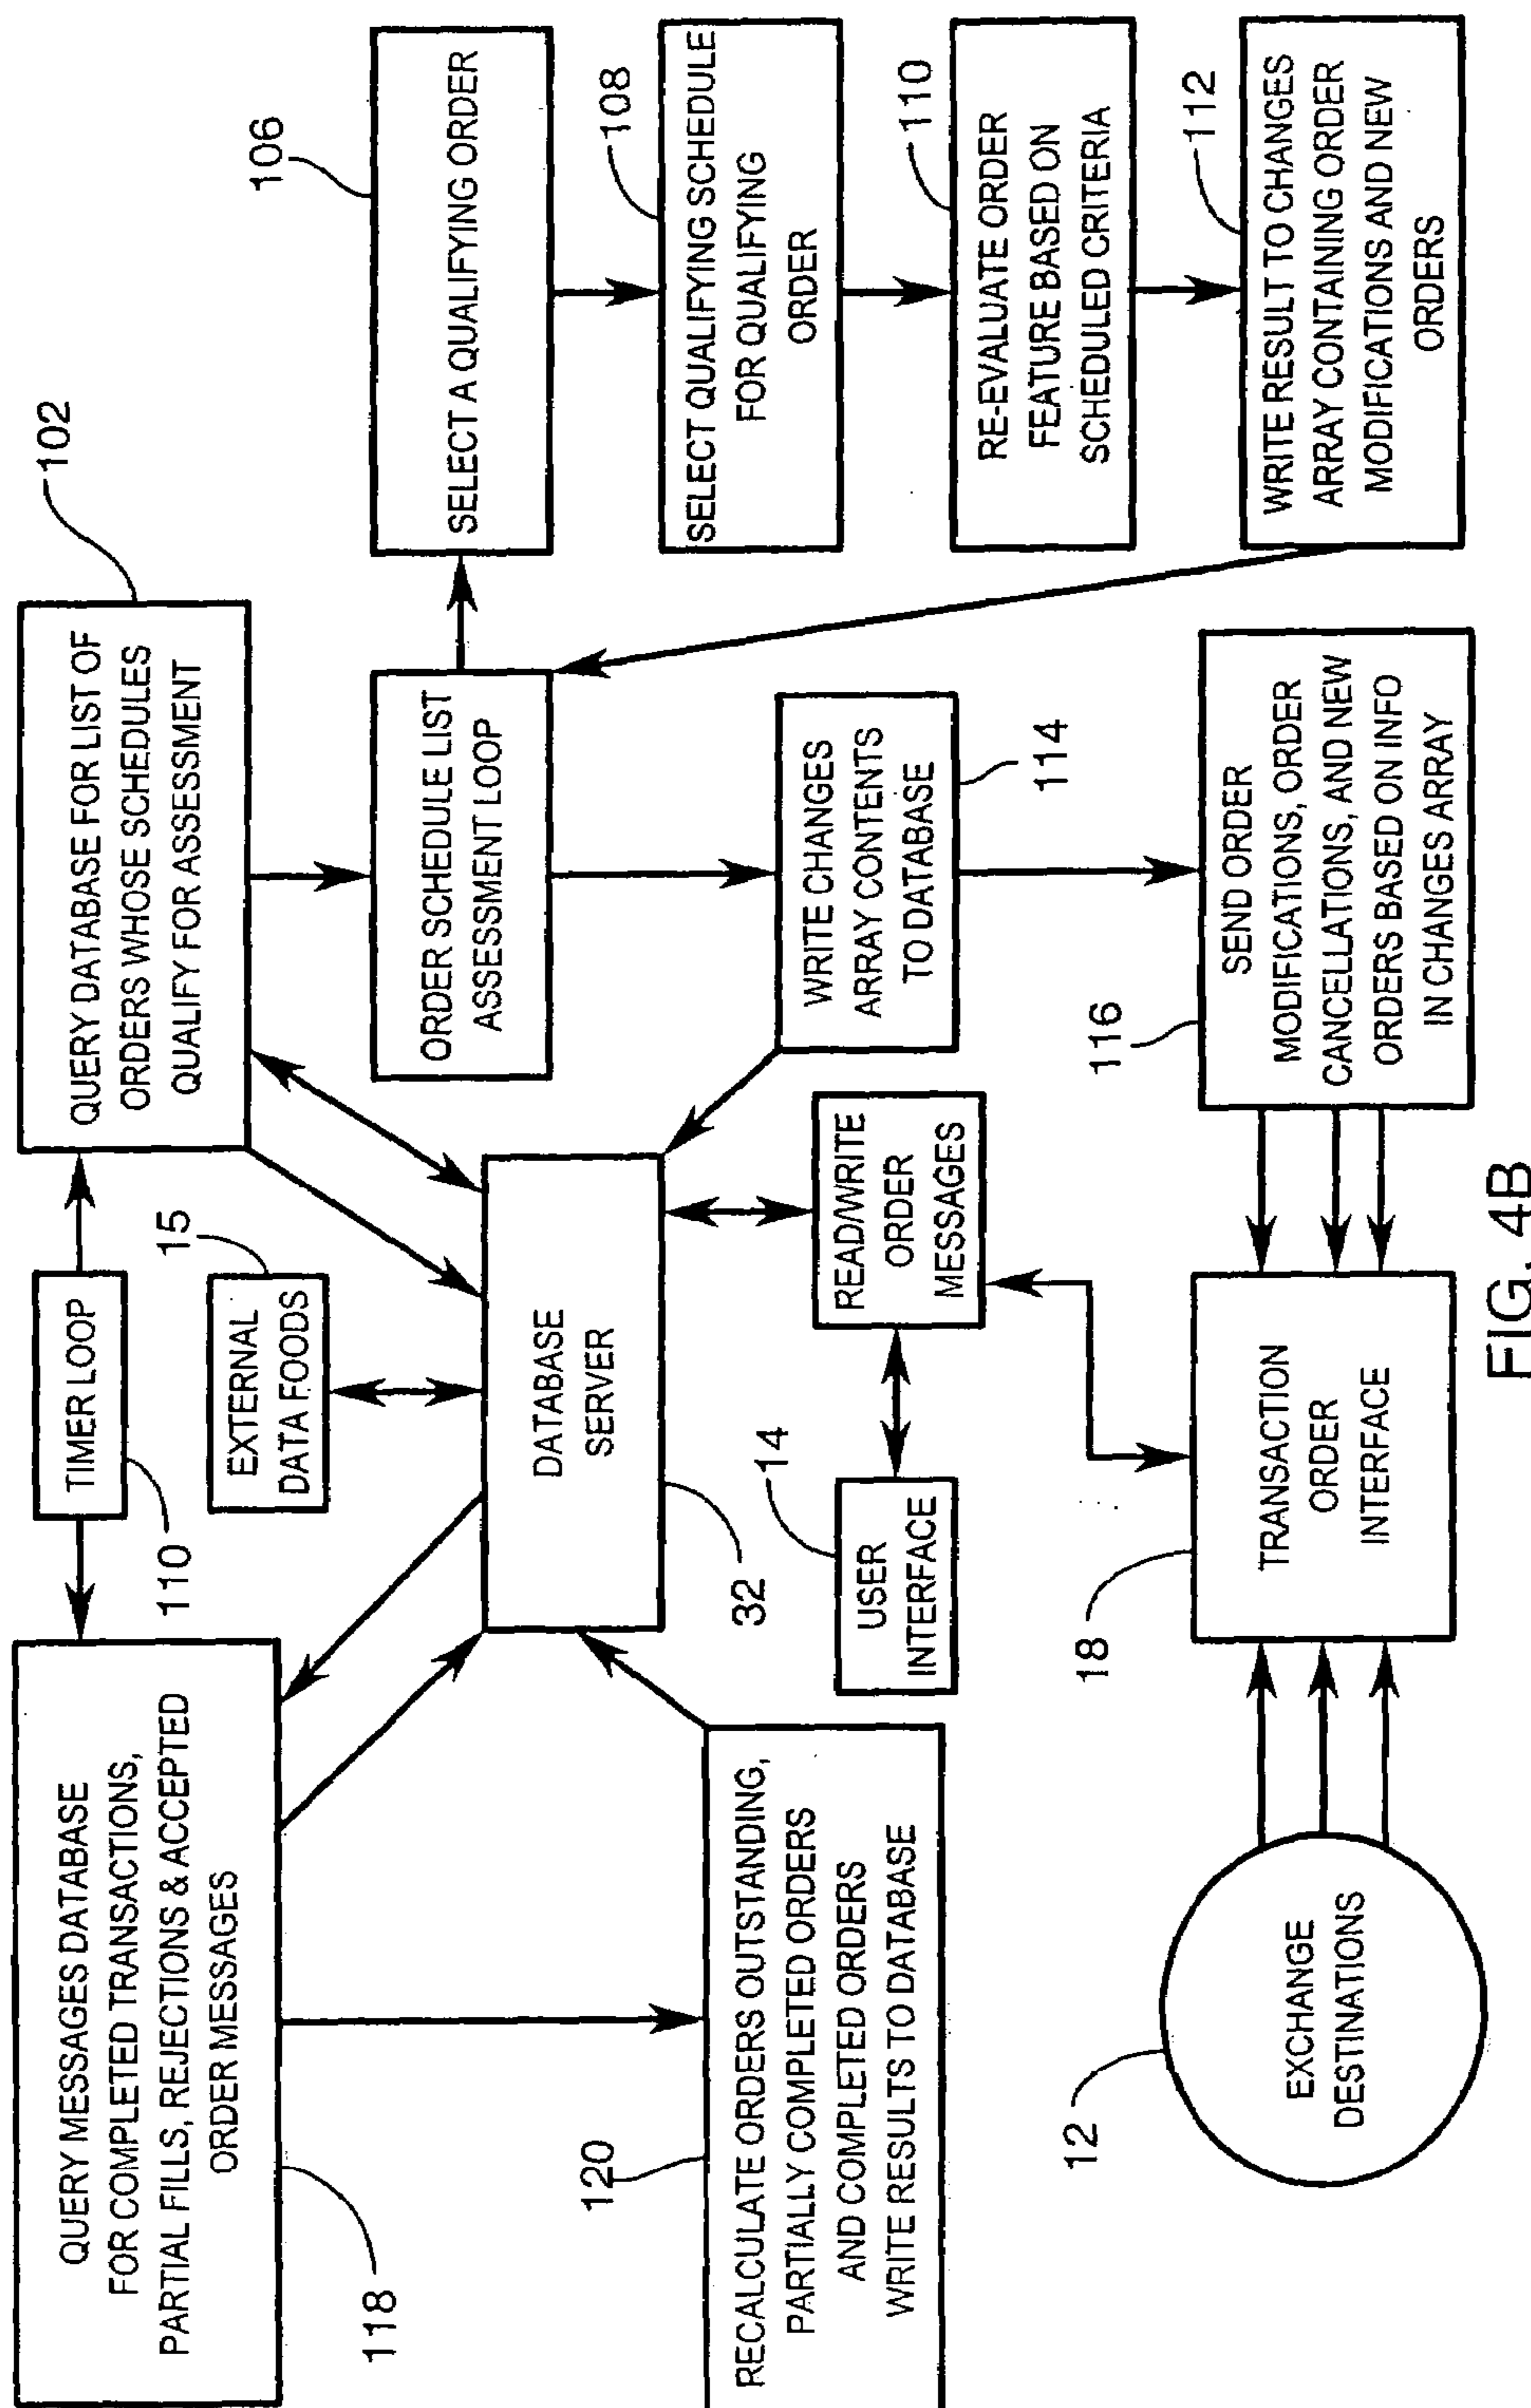 QUERY MESSAGES DATABASE
FOR COMPLETED TRANSACTIONS,
PARTIAL FILLS, REJECTIONS & ACCEPTED
ORDER MESSAGES
118
TIMER LOOP
110
QUERY DATABASE FOR LIST OF
ORDERS WHOSE SCHEDULES
QUALIFY FOR ASSESSMENT
102
EXTERNAL
DATA FOODS
15
ORDER SCHEDULE LIST
ASSESSMENT LOOP
SELECT A QUALIFYING ORDER
106
DATABASE
SERVER
32
SELECT QUALIFYING SCHEDULE
FOR QUALIFYING
ORDER
108
RECALCULATE ORDERS OUTSTANDING,
PARTIALLY COMPLETED ORDERS
AND COMPLETED ORDERS
WRITE RESULTS TO DATABASE
120
USER
INTERFACE
14
READ/WRITE
ORDER
MESSAGES
WRITE CHANGES
ARRAY CONTENTS
TO DATABASE
114
RE-EVALUATE ORDER
FEATURE BASED ON
SCHEDULED CRITERIA
110
EXCHANGE
DESTINATIONS
12
TRANSACTION
ORDER
INTERFACE
18
SEND ORDER
MODIFICATIONS, ORDER
CANCELLATIONS, AND NEW
ORDERS BASED ON INFO
IN CHANGES ARRAY
116
WRITE RESULT TO CHANGES
ARRAY CONTAINING ORDER
MODIFICATIONS AND NEW
ORDERS
112
FIG. 4B